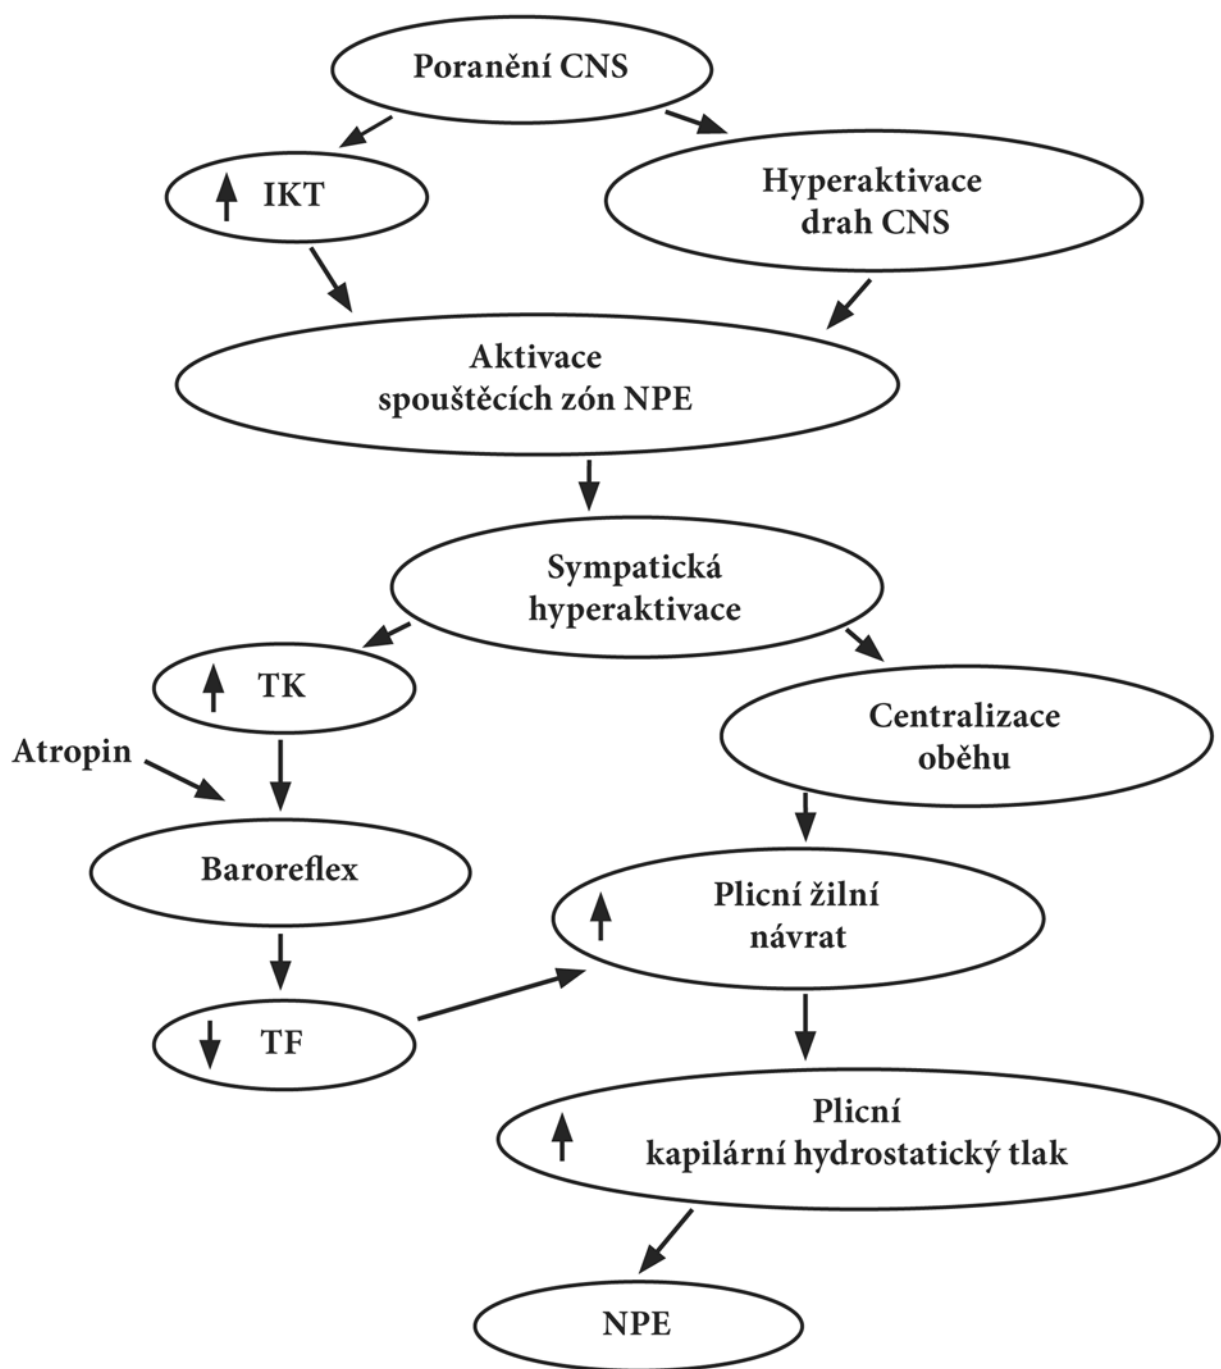 Poranění CNS
IKT
Hyperaktivace
drah CNS
Aktivace
spouštěcích zón NPE
Sympatická
hyperaktivace
TK
Centralizace
oběhu
Atropin
Baroreflex
Plicní žilní
návrat
TF
Plicní
kapilární hydrostatický tlak
NPE